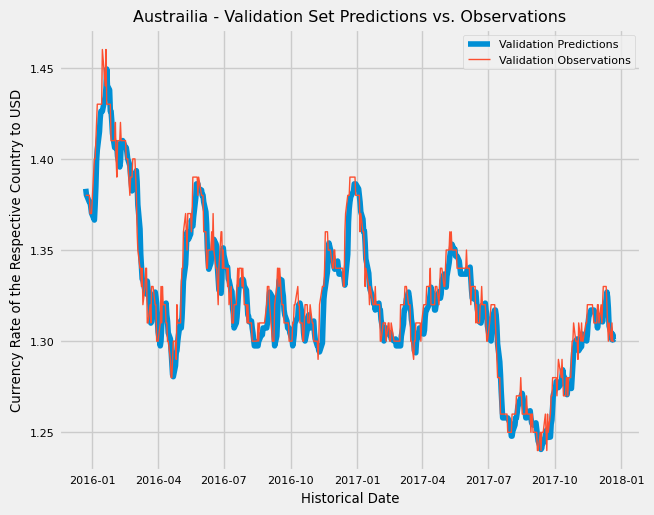 Austrailia - Validation Set Predictions vs. Observations
Validation Predictions
Validation Observations
Currency Rate of the Respective Country to USD
1.45
1.40
1.35
1.30
1.25
2016-01 2016-04 2016-07 2016-10 2017-01 2017-04 2017-07 2017-10 2018-01
Historical Date